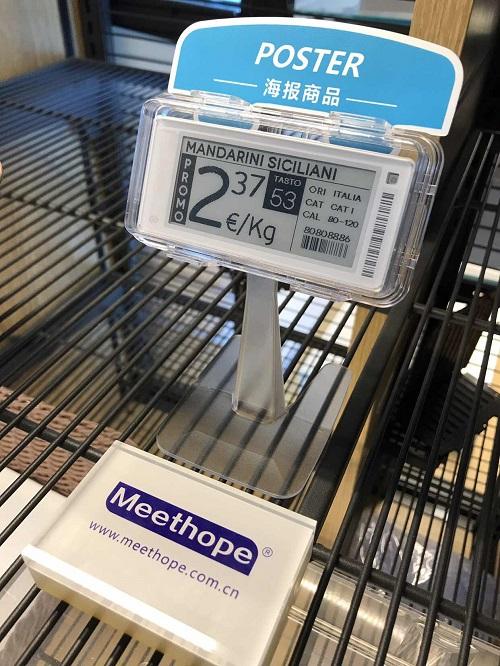 POSTER
海报商品
MANDARINI SICILIANI
PROMO
2 37
€/Kg
TASTO
53
ORI ITALIA
CAT CAT I
CAL 80-120
80808886
Meethope®
www.meethope.com.cn